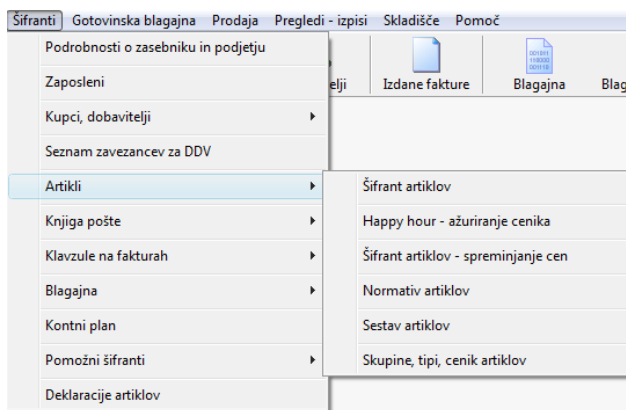 Šifranti Gotovinska blagajna Prodaja Pregledi - izpisi Skladišče Pomoč
Podrobnosti o zasebniku in podjetju
Zaposleni
elji Izdane fakture Blagajna Blag
Kupci, dobavitelji
Seznam zavezancev za DDV
Artikli
Šifrant artiklov
Knjiga pošte
Happy hour - ažuriranje cenika
Klavzule na fakturah
Šifrant artiklov - spreminjanje cen
Blagajna
Normativ artiklov
Kontni plan
Sestav artiklov
Pomožni šifranti
Skupine, tipi, cenik artiklov
Deklaracije artiklov